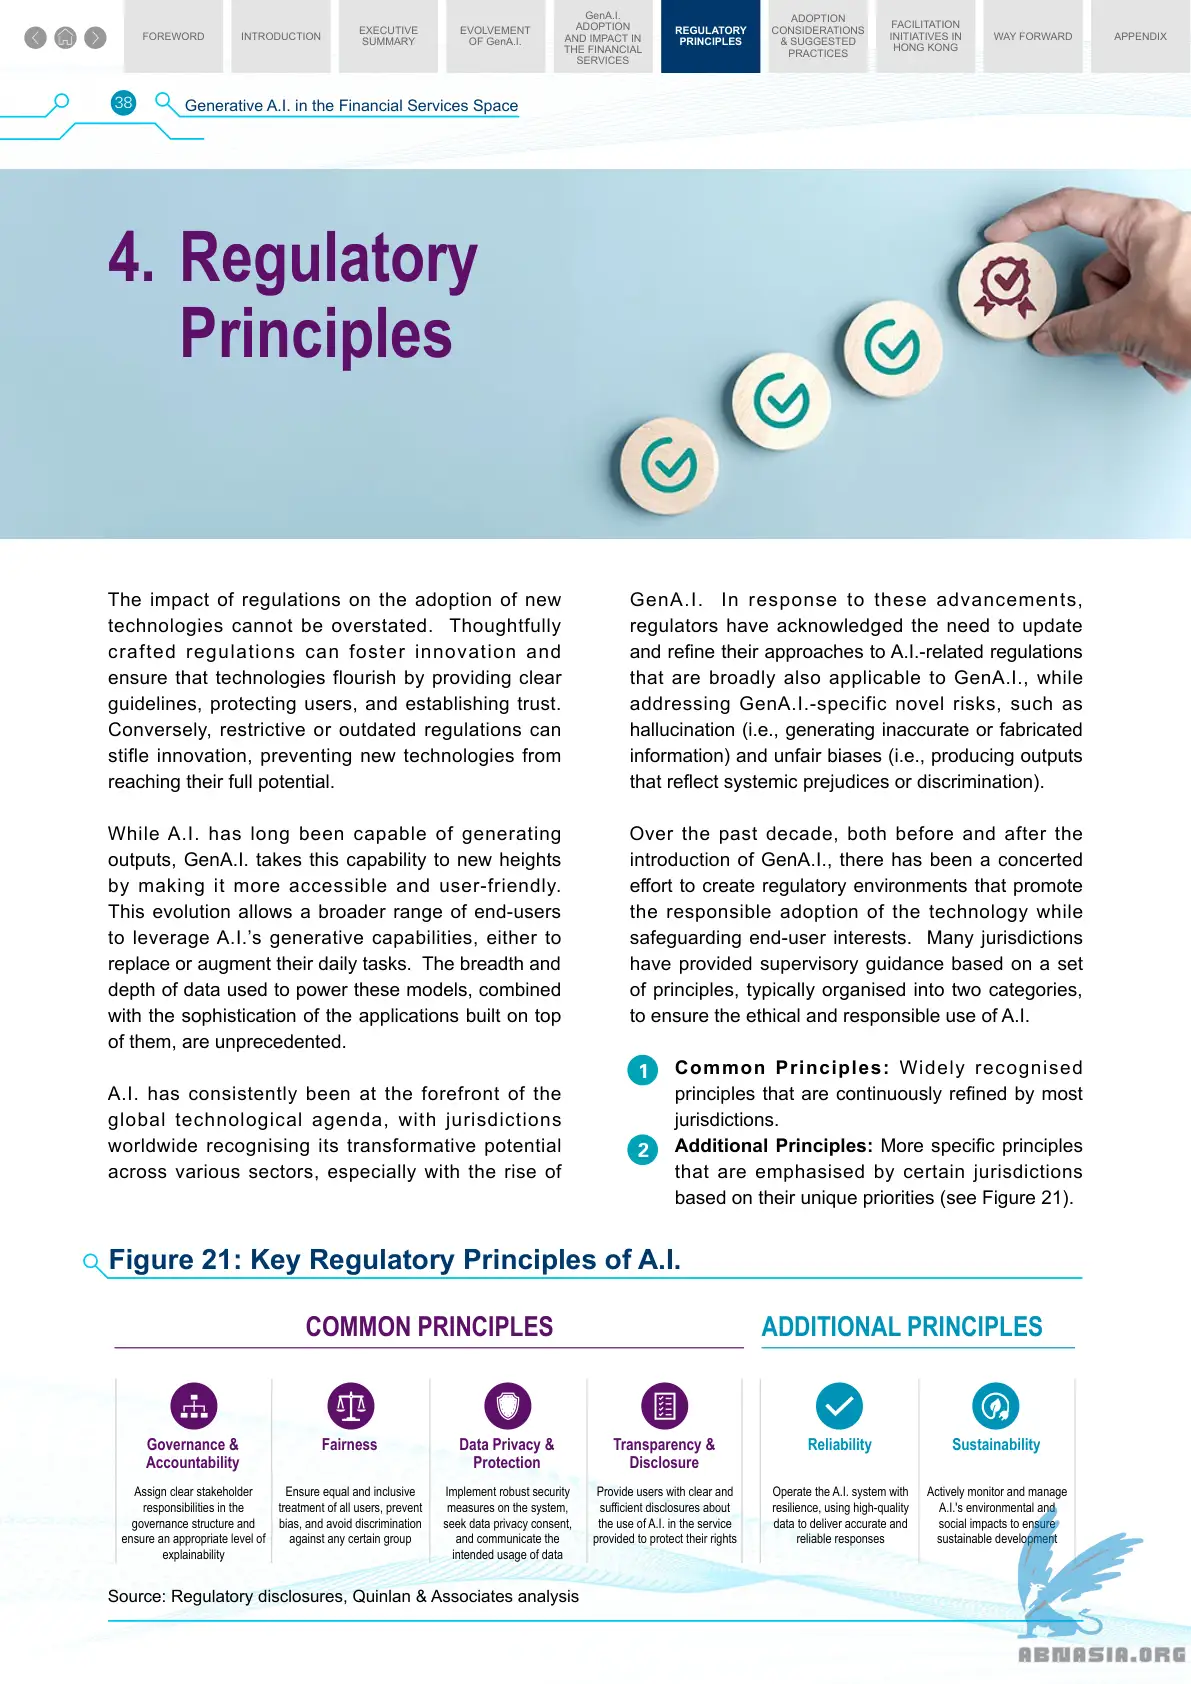 FOREWORD
INTRODUCTION
EXECUTIVE
SUMMARY
EVOLVEMENT
OF GenA.I.
GenA.I.
ADOPTION
AND IMPACT IN
THE FINANCIAL
SERVICES
REGULATORY
PRINCIPLES
ADOPTION
CONSIDERATIONS
& SUGGESTED
PRACTICES
FACILITATION
INITIATIVES IN
HONG KONG
WAY FORWARD
APPENDIX
38
Generative A.I. in the Financial Services Space
4. Regulatory
Principles
The impact of regulations on the adoption of new
technologies cannot be overstated. Thoughtfully
crafted regulations can foster innovation and
ensure that technologies flourish by providing clear
guidelines, protecting users, and establishing trust.
Conversely, restrictive or outdated regulations can
stifle innovation, preventing new technologies from
reaching their full potential.
While A.I. has long been capable of generating
outputs, GenA.I. takes this capability to new heights
by making it more accessible and user-friendly.
This evolution allows a broader range of end-users
to leverage A.I.’s generative capabilities, either to
replace or augment their daily tasks. The breadth and
depth of data used to power these models, combined
with the sophistication of the applications built on top
of them, are unprecedented.
A.I. has consistently been at the forefront of the
global technological agenda, with jurisdictions
worldwide recognising its transformative potential
across various sectors, especially with the rise of
GenA.I. In response to these advancements,
regulators have acknowledged the need to update
and refine their approaches to A.I.-related regulations
that are broadly also applicable to GenA.I., while
addressing GenA.I.-specific novel risks, such as
hallucination (i.e., generating inaccurate or fabricated
information) and unfair biases (i.e., producing outputs
that reflect systemic prejudices or discrimination).
Over the past decade, both before and after the
introduction of GenA.I., there has been a concerted
effort to create regulatory environments that promote
the responsible adoption of the technology while
safeguarding end-user interests. Many jurisdictions
have provided supervisory guidance based on a set
of principles, typically organised into two categories,
to ensure the ethical and responsible use of A.I.
1 Common Principles: Widely recognised
principles that are continuously refined by most
jurisdictions.
2 Additional Principles: More specific principles
that are emphasised by certain jurisdictions
based on their unique priorities (see Figure 21).
Figure 21: Key Regulatory Principles of A.I.
COMMON PRINCIPLES
Governance &
Accountability
Assign clear stakeholder
responsibilities in the
governance structure and
ensure an appropriate level of
explainability
Fairness
Ensure equal and inclusive
treatment of all users, prevent
bias, and avoid discrimination
against any certain group
Data Privacy &
Protection
Implement robust security
measures on the system,
seek data privacy consent,
and communicate the
intended usage of data
Transparency &
Disclosure
Provide users with clear and
sufficient disclosures about
the use of A.I. in the service
provided to protect their rights
ADDITIONAL PRINCIPLES
Reliability
Operate the A.I. system with
resilience, using high-quality
data to deliver accurate and
reliable responses
Sustainability
Actively monitor and manage
A.I.'s environmental and
social impacts to ensure
sustainable development
Source: Regulatory disclosures, Quinlan & Associates analysis
ABNASIA.ORG